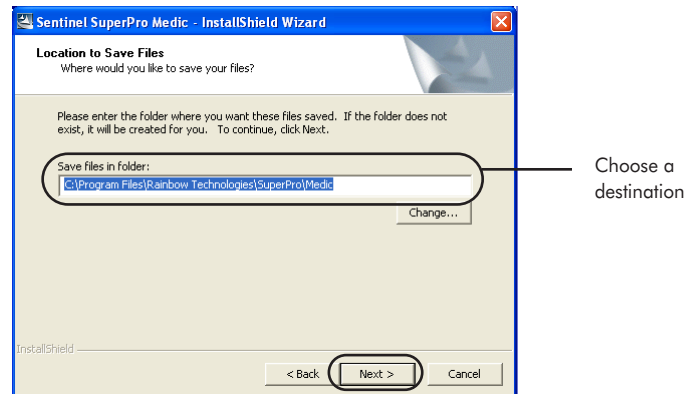 Sentinel SuperPro Medic - InstallShield Wizard
Location to Save Files
Where would you like to save your files?
Please enter the folder where you want these files saved. If the folder does not
exist, it will be created for you. To continue, click Next.
Save files in folder:
C:\Program Files\Rainbow Technologies\SuperPro\Medic
Choose a
destination
Change...
InstallShield
< Back
Next >
Cancel